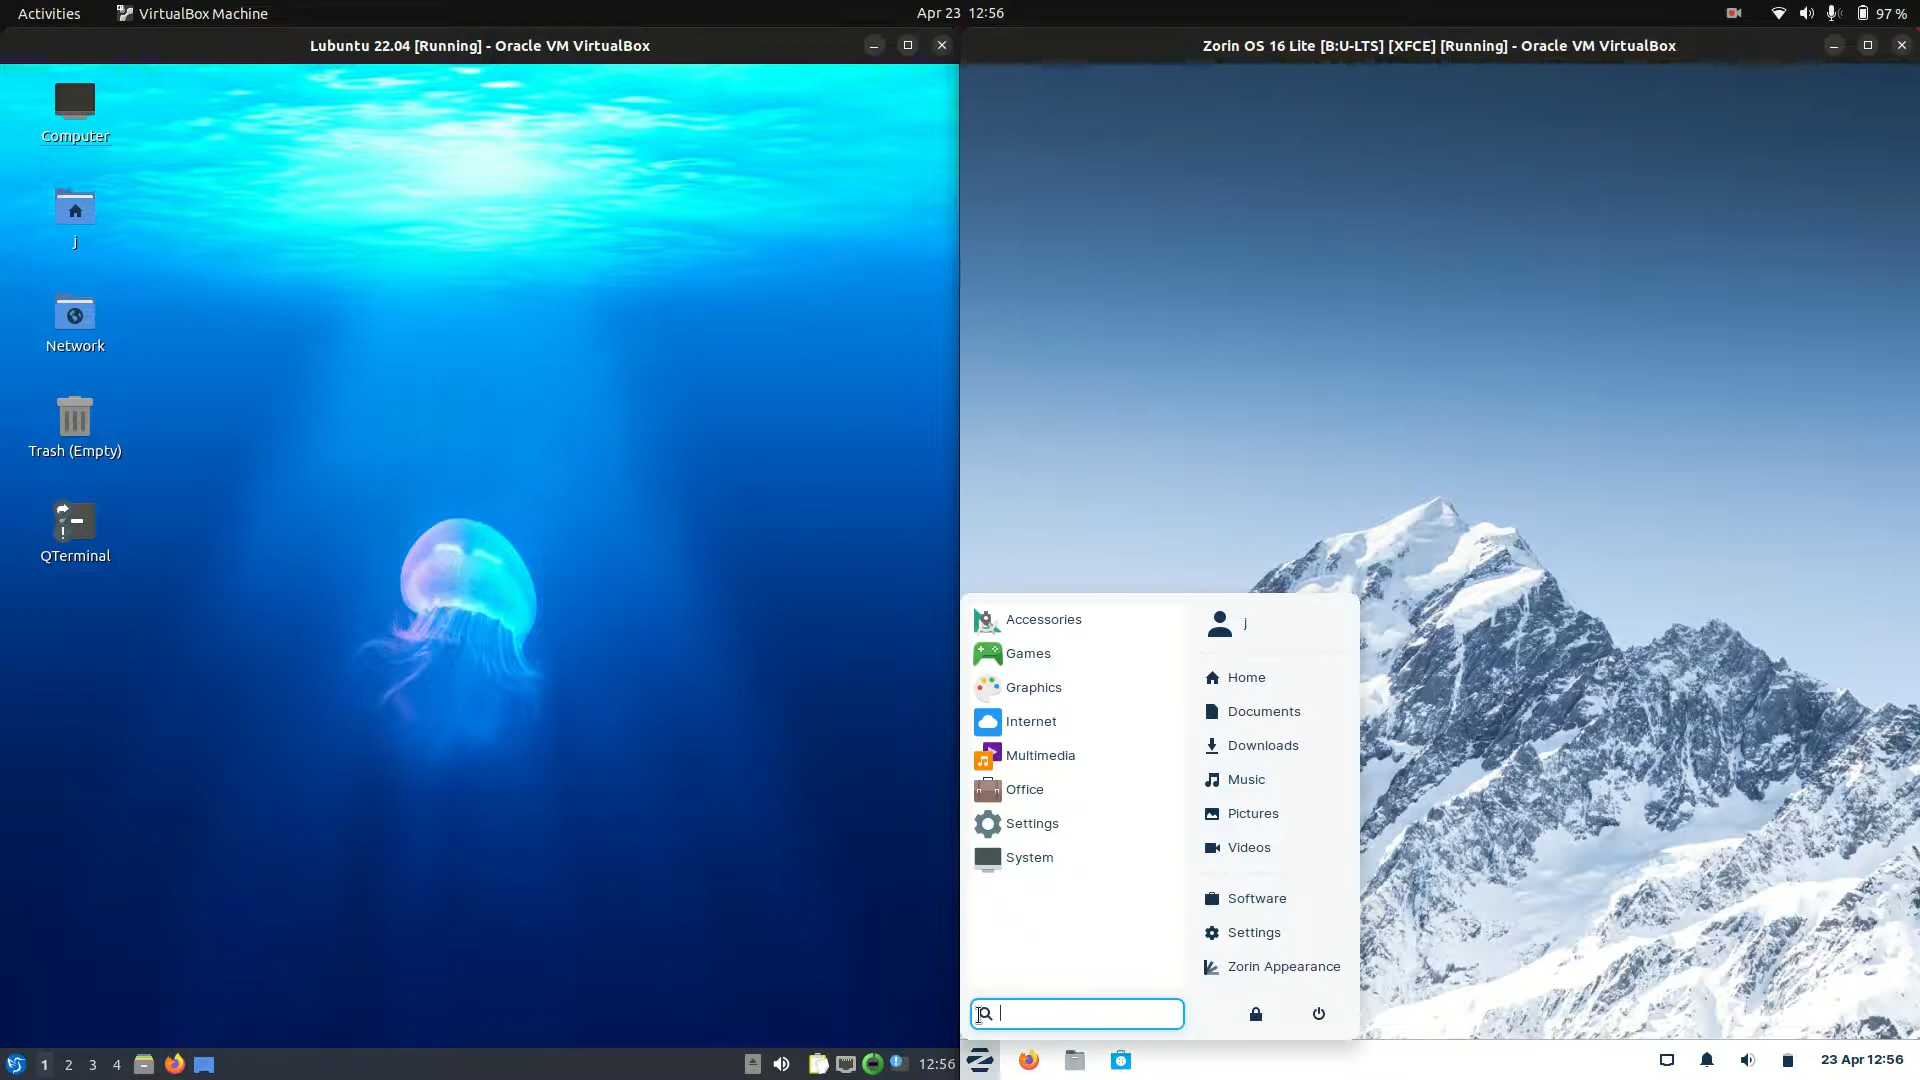 Activities
VirtualBox Machine
Apr 23 12:56
97 %
Lubuntu 22.04 [Running] - Oracle VM VirtualBox
Zorin OS 16 Lite [B:U-LTS] [XFCE] [Running] - Oracle VM VirtualBox
Computer
j
Network
Trash (Empty)
QTerminal
Accessories
Games
Graphics
Internet
Multimedia
Office
Settings
System
j
Home
Documents
Downloads
Music
Pictures
Videos
Software
Settings
Zorin Appearance
1 2 3 4
12:56
23 Apr 12:56